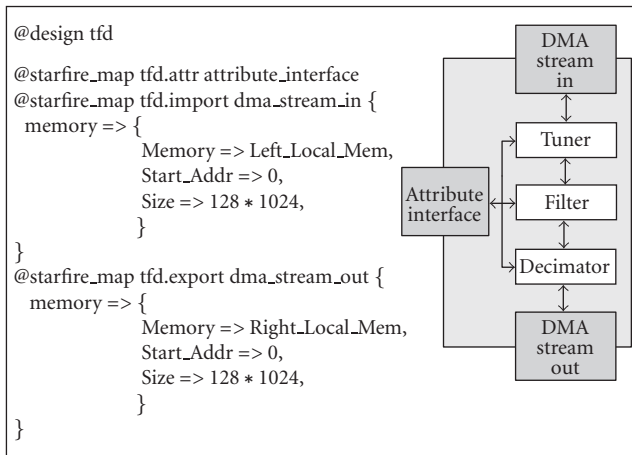 @design tfd
@starfire_map tfd.attr attribute_interface
@starfire_map tfd.import dma_stream_in {
memory => {
Memory => Left_Local_Mem,
Start_Addr => 0,
Size => 128 * 1024,
}
}
@starfire_map tfd.export dma_stream_out {
memory => {
Memory => Right_Local_Mem,
Start_Addr => 0,
Size => 128 * 1024,
}
}
DMA
stream
in
Tuner
Attribute
interface
Filter
Decimator
DMA
stream
out